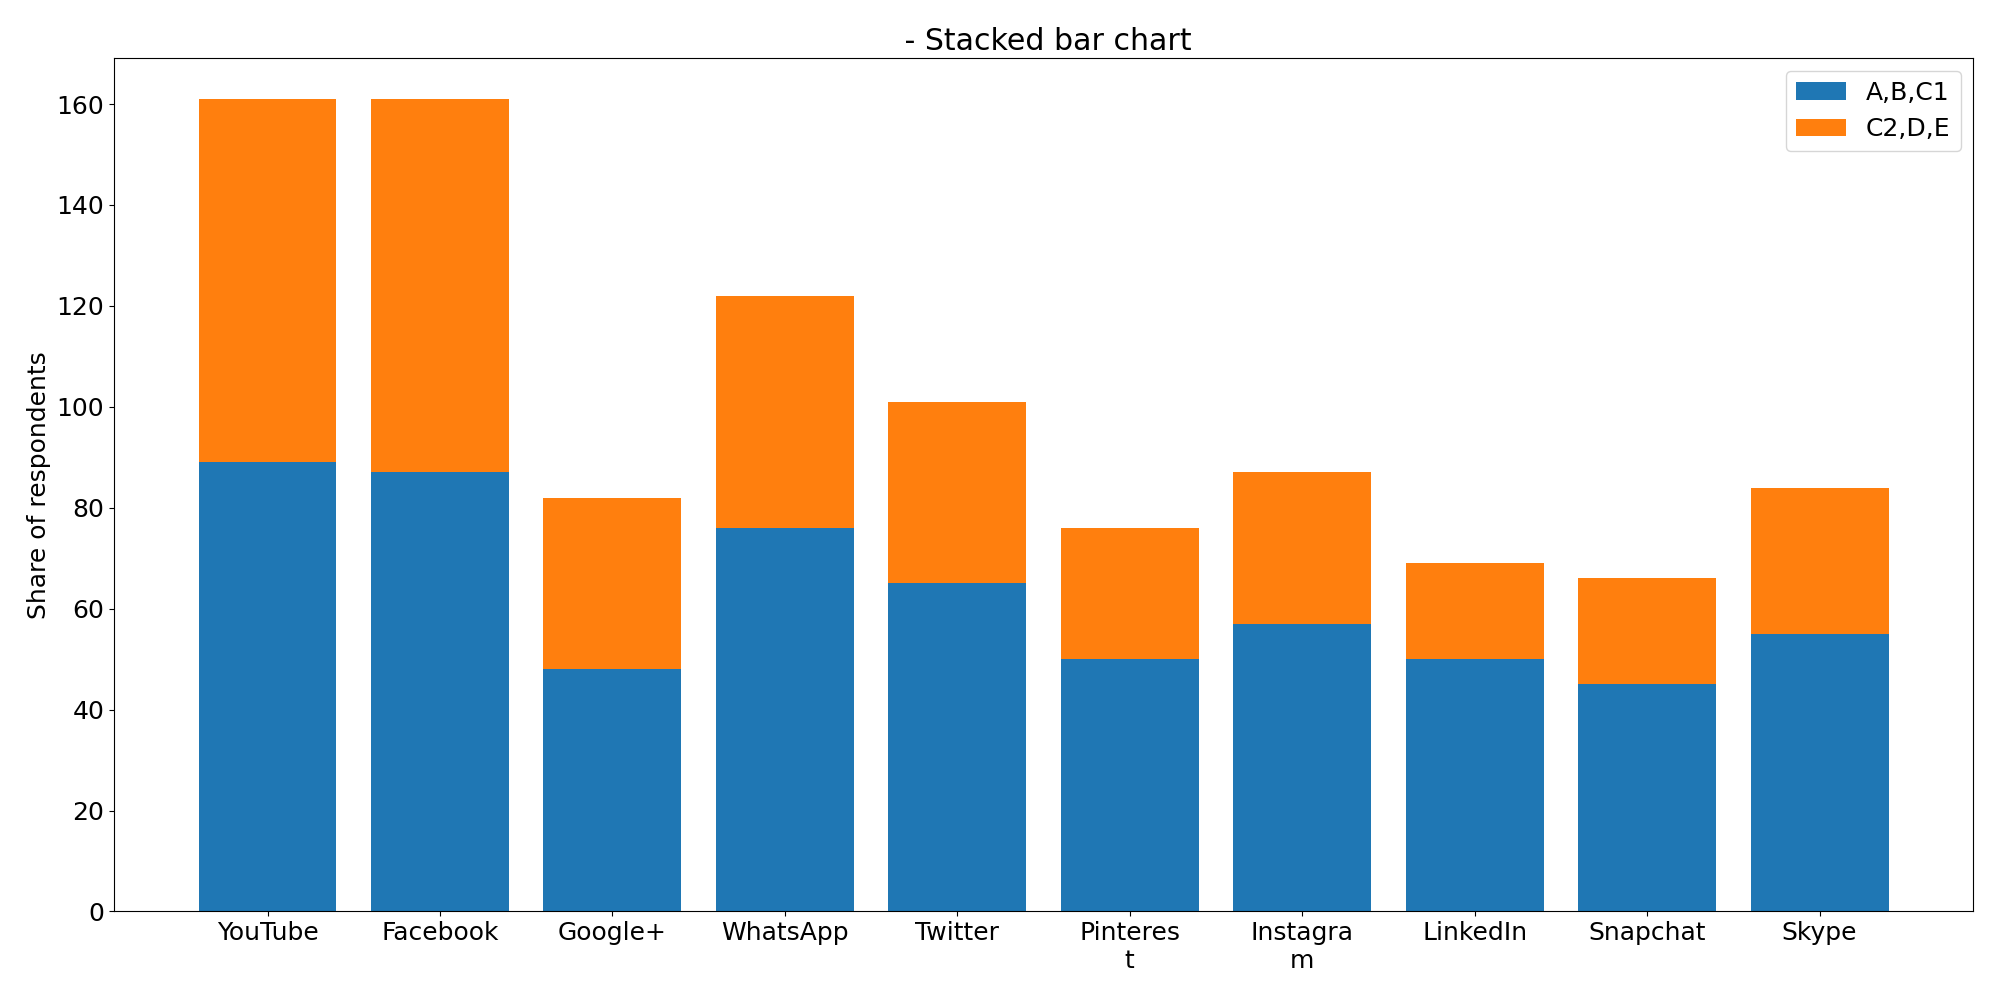 - Stacked bar chart
A,B,C1
C2,D,E
Share of respondents
160
140
120
100
80
60
40
20
0
YouTube
Facebook
Google+
WhatsApp
Twitter
Pinteres
t
Instagra
m
LinkedIn
Snapchat
Skype